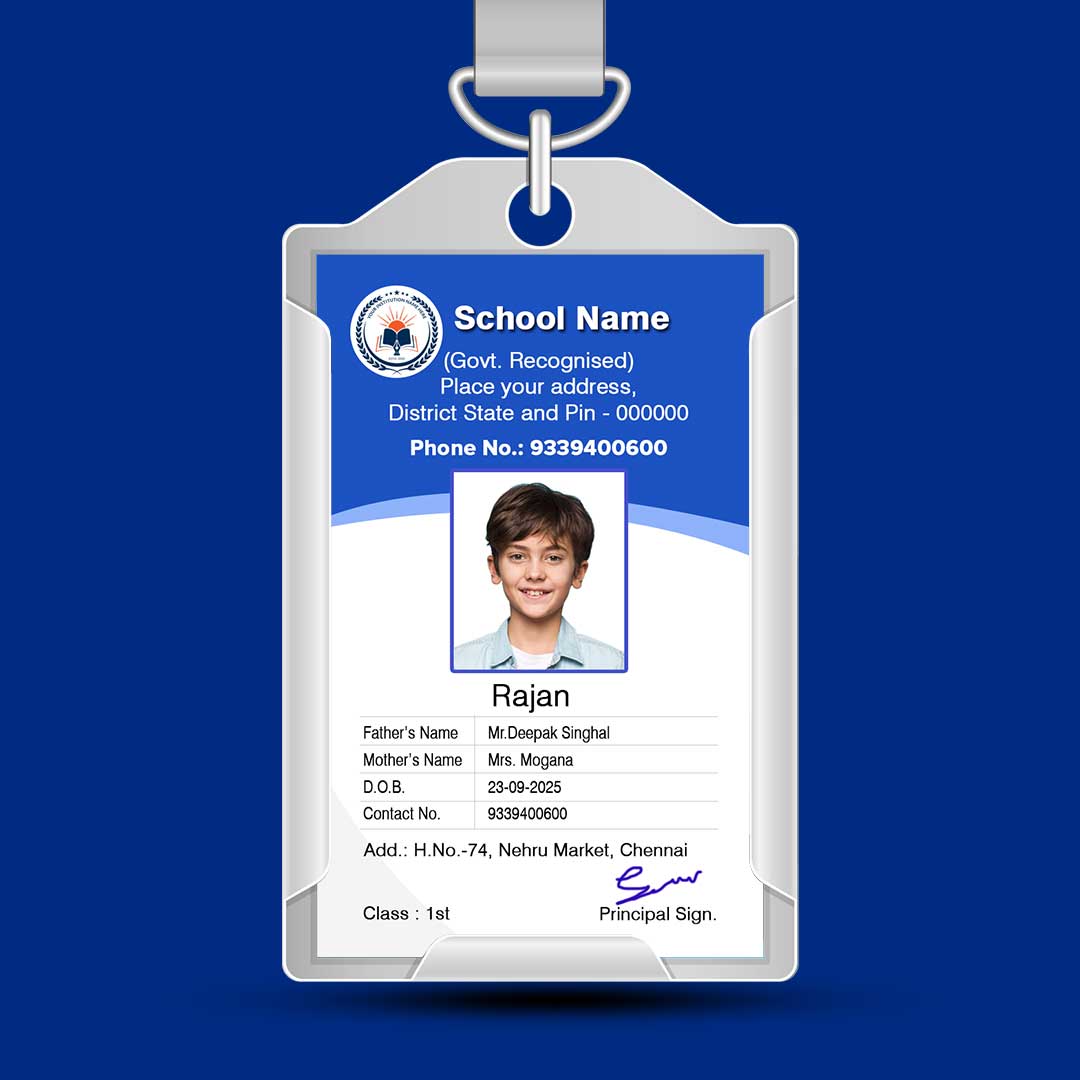 YOUR INSTITUTION NAME HERE
School Name
(Govt. Recognised)
Place your address,
District State and Pin - 000000
Phone No.: 9339400600
Rajan
Father's Name Mr.Deepak Singhal
Mother's Name Mrs. Mogana
D.O.B. 23-09-2025
Contact No. 9339400600
Add.: H.No.-74, Nehru Market, Chennai
Class : 1st
Principal Sign.